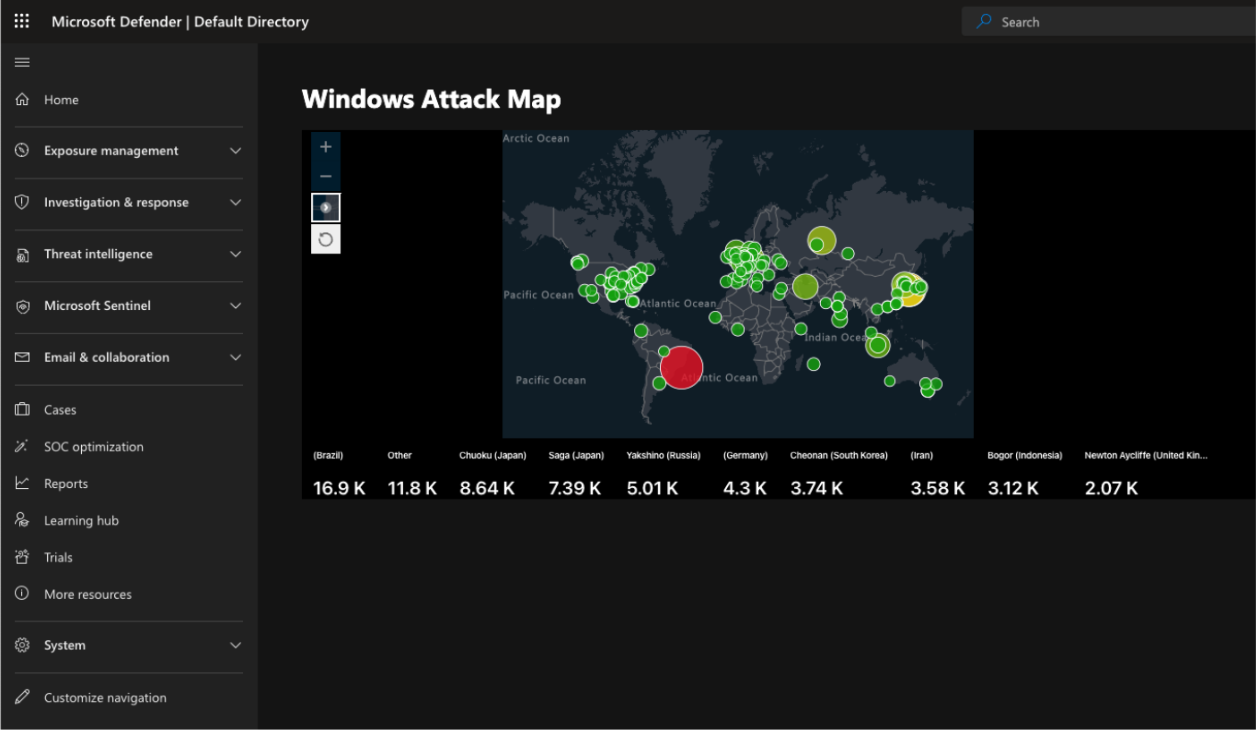 Microsoft Defender | Default Directory
Search
Home
Exposure management
Investigation & response
Threat intelligence
Microsoft Sentinel
Email & collaboration
Cases
SOC optimization
Reports
Learning hub
Trials
More resources
System
Customize navigation
Windows Attack Map
Arctic Ocean
Pacific Ocean
Atlantic Ocean
Indian Ocea
Pacific Ocean
Atlantic Ocean
(Brazil) Other Chuoku (Japan) Saga (Japan) Yakshino (Russia) (Germany) Cheonan (South Korea) (Iran) Bogor (Indonesia) Newton Aycliffe (United Kin...
16.9 K 11.8 K 8.64 K 7.39 K 5.01 K 4.3 K 3.74 K 3.58 K 3.12 K 2.07 K